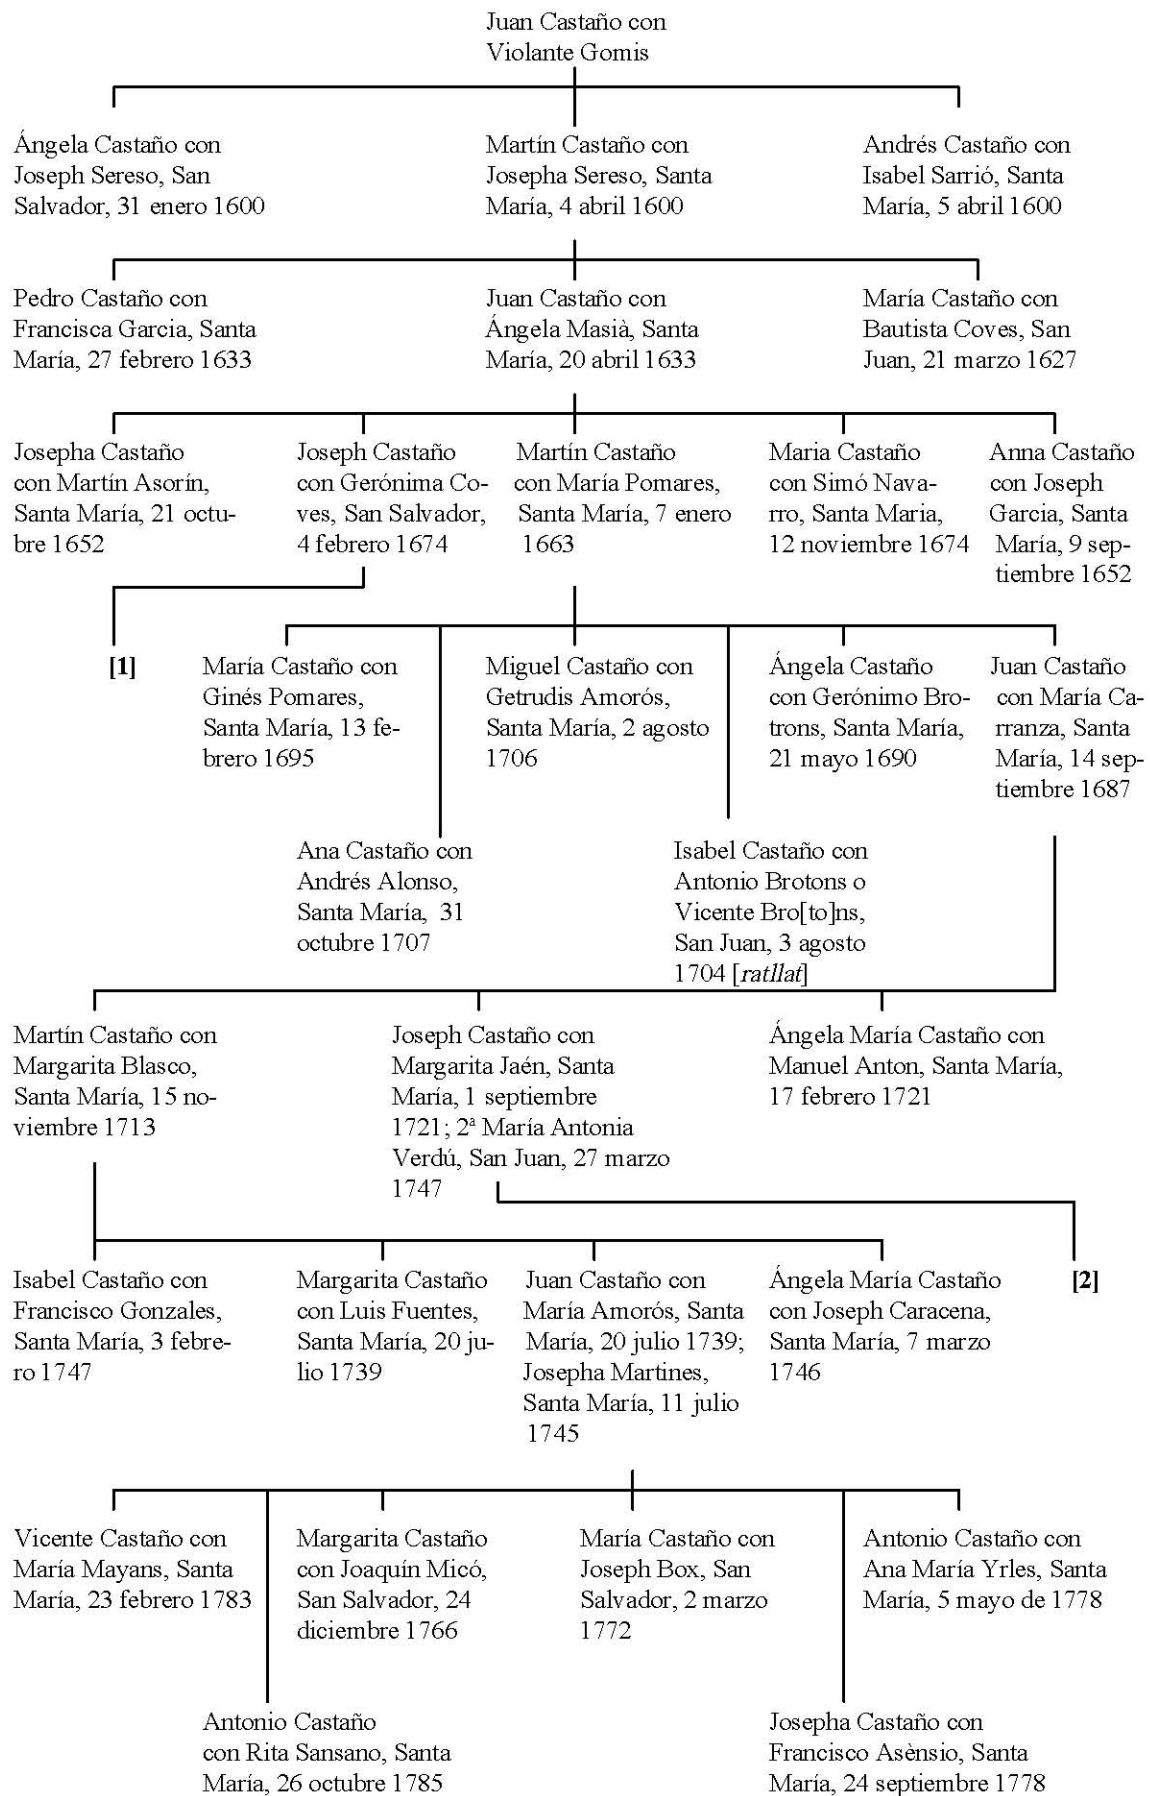 Juan Castaño con
Violante Gomis
Ángela Castaño con
Joseph Sereso, San
Salvador, 31 enero 1600
Martín Castaño con
Josepha Sereso, Santa
María, 4 abril 1600
Andrés Castaño con
Isabel Sarrió, Santa
María, 5 abril 1600
Pedro Castaño con
Francisca Garcia, Santa
María, 27 febrero 1633
Juan Castaño con
Ángela Masià, Santa
María, 20 abril 1633
María Castaño con
Bautista Coves, San
Juan, 21 marzo 1627
Josepha Castaño
con Martín Asorín,
Santa María, 21 octu-
bre 1652
Joseph Castaño
con Gerónima Co-
ves, San Salvador,
4 febrero 1674
Martín Castaño
con María Pomares,
Santa María, 7 enero
1663
Maria Castaño
con Simó Nava-
rro, Santa Maria,
12 noviembre 1674
Anna Castaño
con Joseph
Garcia, Santa
María, 9 sep-
tiembre 1652
[1]
María Castaño con
Ginés Pomares,
Santa María, 13 fe-
brero 1695
Miguel Castaño con
Getrudis Amorós,
Santa María, 2 agosto
1706
Ángela Castaño
con Gerónimo Bro-
trons, Santa María,
21 mayo 1690
Juan Castaño
con María Ca-
rranza, Santa
María, 14 sep-
tiembre 1687
Ana Castaño con
Andrés Alonso,
Santa María, 31
octubre 1707
Isabel Castaño con
Antonio Brotons o
Vicente Bro[to]ns,
San Juan, 3 agosto
1704 [ratllat]
Martín Castaño con
Margarita Blasco,
Santa María, 15 no-
viembre 1713
Joseph Castaño con
Margarita Jaén, Santa
María, 1 septiembre
1721; 2ª María Antonia
Verdú, San Juan, 27 marzo
1747
Ángela María Castaño con
Manuel Anton, Santa María,
17 febrero 1721
Isabel Castaño con
Francisco Gonzales,
Santa María, 3 febre-
ro 1747
Margarita Castaño
con Luis Fuentes,
Santa María, 20 ju-
lio 1739
Juan Castaño con
María Amorós, Santa
María, 20 julio 1739;
Josepha Martines,
Santa María, 11 julio
1745
Ángela María Castaño
con Joseph Caracena,
Santa María, 7 marzo
1746
[2]
Vicente Castaño con
María Mayans, Santa
María, 23 febrero 1783
Margarita Castaño
con Joaquín Micó,
San Salvador, 24
diciembre 1766
María Castaño con
Joseph Box, San
Salvador, 2 marzo
1772
Antonio Castaño con
Ana María Yrles, Santa
María, 5 mayo de 1778
Antonio Castaño
con Rita Sansano, Santa
María, 26 octubre 1785
Josepha Castaño con
Francisco Asènsio, Santa
María, 24 septiembre 1778